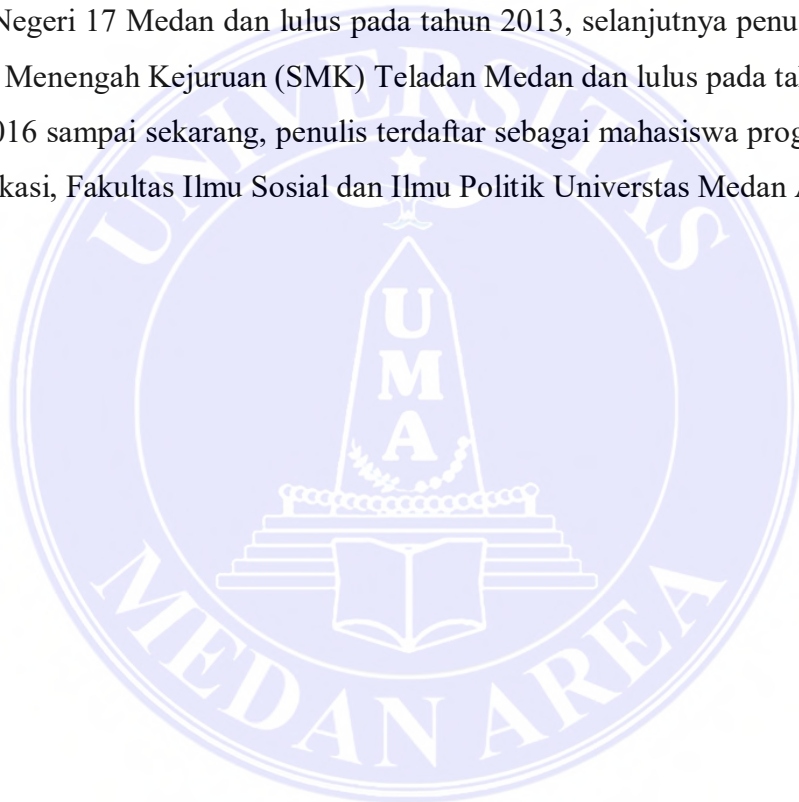 Negeri 17 Medan dan lulus pada tahun 2013, selanjutnya penu
Menengah Kejuruan (SMK) Teladan Medan dan lulus pada ta
016 sampai sekarang, penulis terdaftar sebagai mahasiswa prog
kasi, Fakultas Ilmu Sosial dan Ilmu Politik Universtas Medan A
UNIVERSITAS
U
M
A
MEDAN AREA